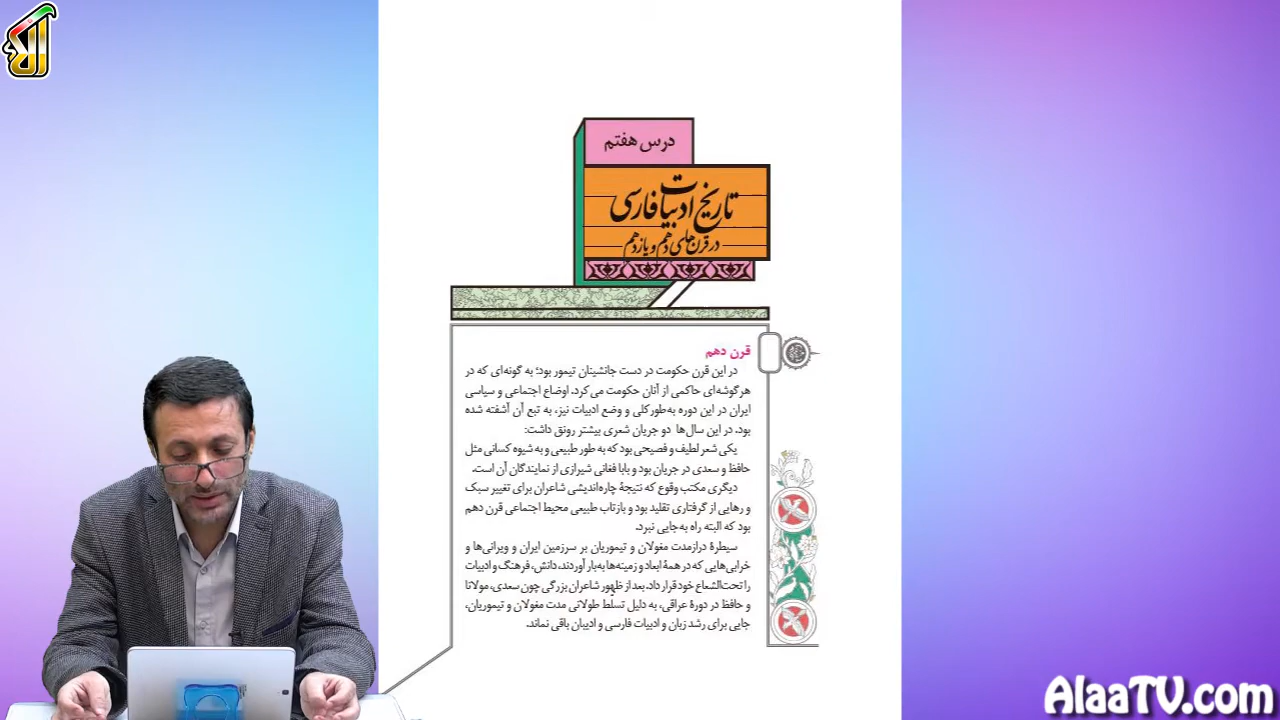 درس هفتم
تاریخ ادبیات فارسی
در قرن‌های دهم و یازدهم
قرن دهم
در این قرن حکومت در دست جانشینان تیمور بود؛ به گونه‌ای که در
هر گوشه‌ای حاکمی از آنان حکومت می‌کرد. اوضاع اجتماعی و سیاسی
ایران در این دوره به‌طور کلی و وضع ادبیات نیز، به تبع آن آشفته شده
بود. در این سال‌ها دو جریان شعری بیشتر رونق داشت:
یکی شعر لطیف و فصیحی بود که به طور طبیعی و به شیوه کسانی مثل
حافظ و سعدی در جریان بود و بابا فغانی شیرازی از نمایندگان آن است.
دیگری مکتب وقوع که نتیجهٔ چاره‌اندیشی شاعران برای تغییر سبک
و رهایی از گرفتاری تقلید بود و بازتاب طبیعی محیط اجتماعی قرن دهم
بود که البته راه به‌جایی نبرد.
سیطرهٔ درازمدت مغولان و تیموریان بر سرزمین ایران و ویرانی‌ها و
خرابی‌هایی که در همهٔ ابعاد و زمینه‌ها به‌بار آوردند، دانش، فرهنگ و ادبیات
را تحت‌الشعاع خود قرار داد. بعد از ظهور شاعران بزرگی چون سعدی، مولانا
و حافظ در دورهٔ عراقی، به دلیل تسلّط طولانی مدت مغولان و تیموریان،
جایی برای رشد زبان و ادبیات فارسی و ادیبان باقی نماند.
AlaaTV.com